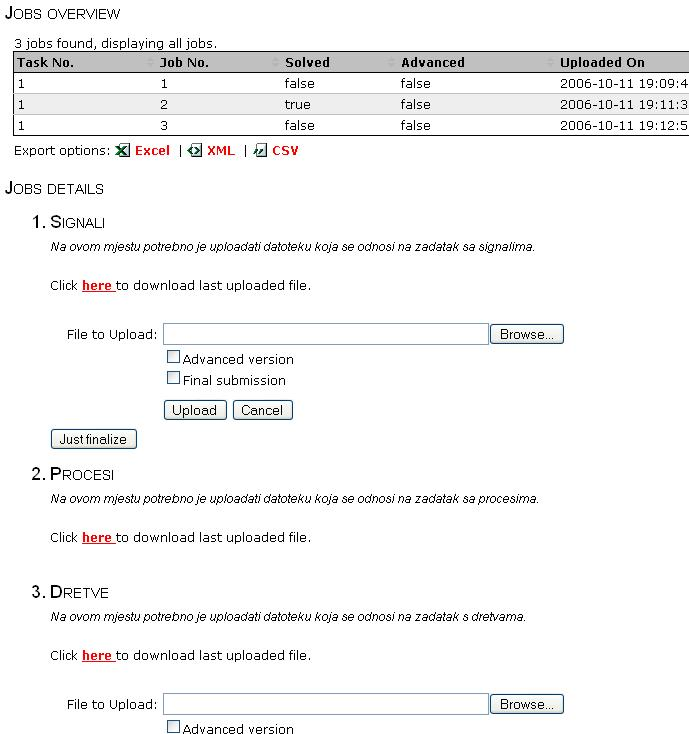 JOBS OVERVIEW
3 jobs found, displaying all jobs.
Task No. Job No. Solved Advanced Uploaded On
1 1 false false 2006-10-11 19:09:4
1 2 true false 2006-10-11 19:11:3
1 3 false false 2006-10-11 19:12:5
Export options: Excel | XML | CSV
JOBS DETAILS
1. SIGNALI
Na ovom mjestu potrebno je uploadati datoteku koja se odnosi na zadatak sa signalima.
Click here to download last uploaded file.
File to Upload: Browse...
Advanced version
Final submission
Upload Cancel
Just finalize
2. PROCESI
Na ovom mjestu potrebno je uploadati datoteku koja se odnosi na zadatak sa procesima.
Click here to download last uploaded file.
3. DRETVE
Na ovom mjestu potrebno je uploadati datoteku koja se odnosi na zadatak s dretvama.
Click here to download last uploaded file.
File to Upload: Browse...
Advanced version